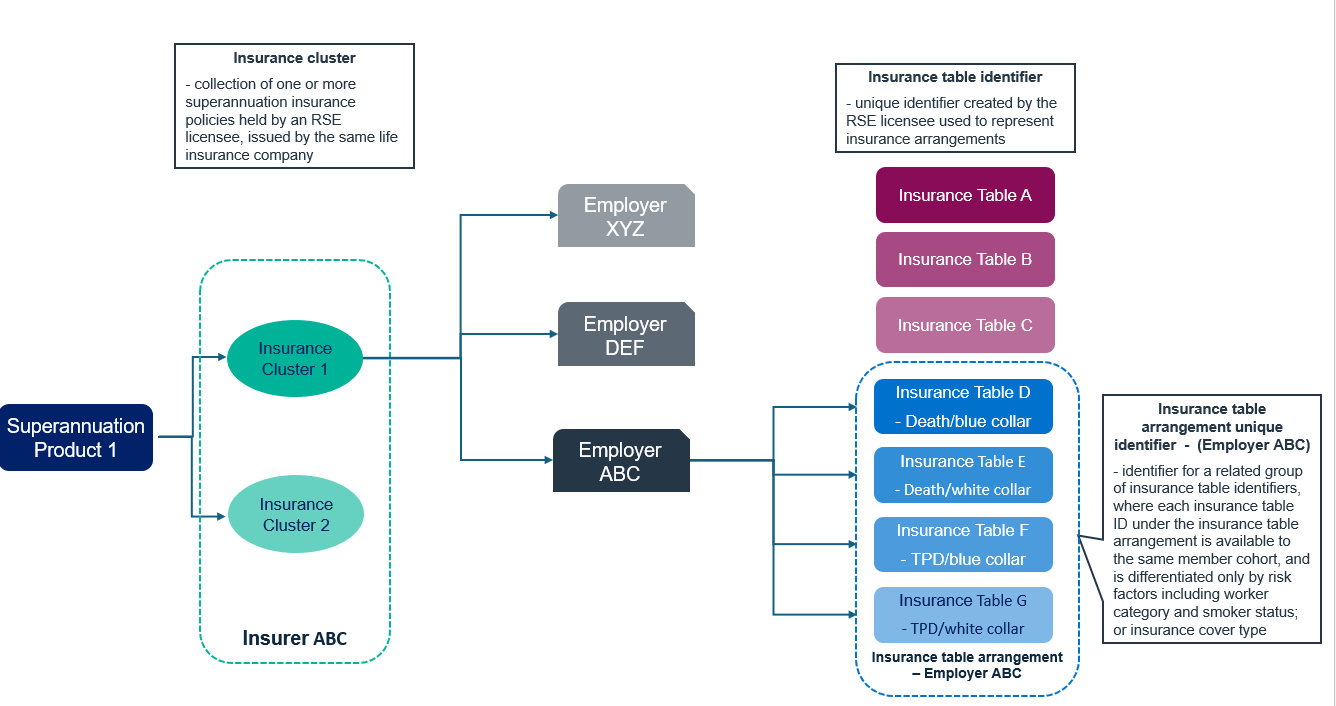 Insurance cluster
- collection of one or more
superannuation insurance
policies held by an RSE
licensee, issued by the same life
insurance company
Insurance table identifier
- unique identifier created by the
RSE licensee used to represent
insurance arrangements
Superannuation
Product 1
Insurance
Cluster 1
Insurance
Cluster 2
Insurer ABC
Employer
XYZ
Employer
DEF
Employer
ABC
Insurance Table A
Insurance Table B
Insurance Table C
Insurance Table D
- Death/blue collar
Insurance Table E
- Death/white collar
Insurance Table F
- TPD/blue collar
Insurance Table G
- TPD/white collar
Insurance table arrangement
– Employer ABC
Insurance table
arrangement unique
identifier - (Employer ABC)
- identifier for a related group
of insurance table identifiers,
where each insurance table
ID under the insurance table
arrangement is available to
the same member cohort, and
is differentiated only by risk
factors including worker
category and smoker status;
or insurance cover type